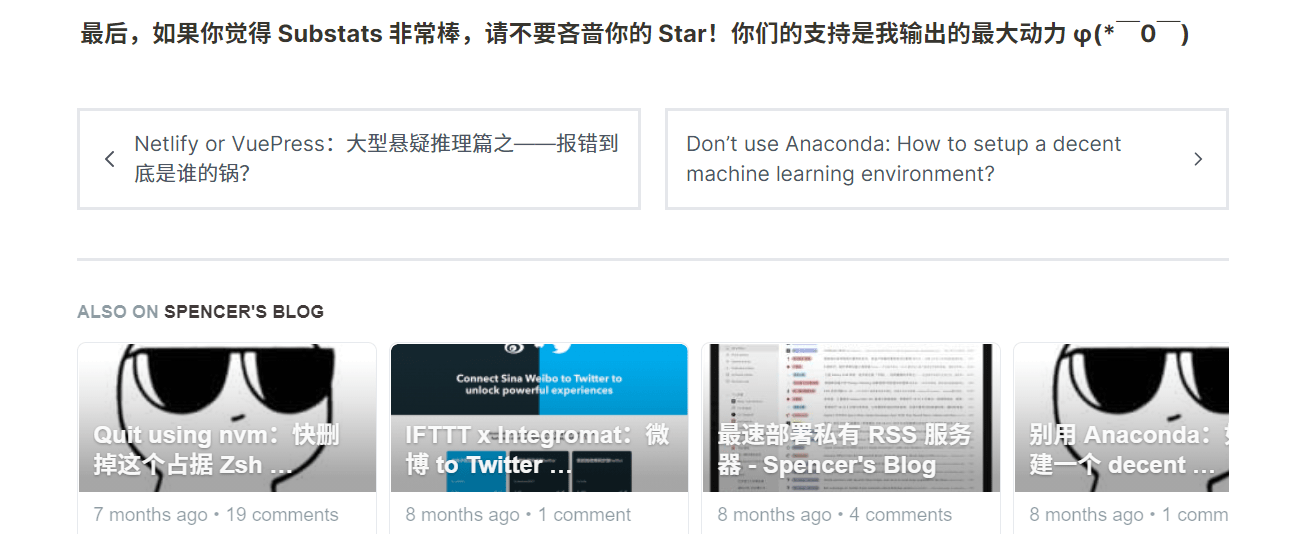 最后，如果你觉得 Substats 非常棒，请不要吝啬你的 Star！你们的支持是我输出的最大动力 φ(*￣0￣)
Netlify or VuePress：大型悬疑推理篇之——报错到
底是谁的锅？
Don’t use Anaconda: How to setup a decent
machine learning environment?
ALSO ON SPENCER'S BLOG
Quit using nvm：快删
掉这个占据 Zsh …
7 months ago • 19 comments
Connect Sina Weibo to Twitter to
unlock powerful experiences
IFTTT x Integromat：微
博 to Twitter …
8 months ago • 1 comment
最速部署私有 RSS 服务
器 - Spencer's Blog
8 months ago • 4 comments
别用 Anaconda：
建一个 decent …
8 months ago • 1 comm